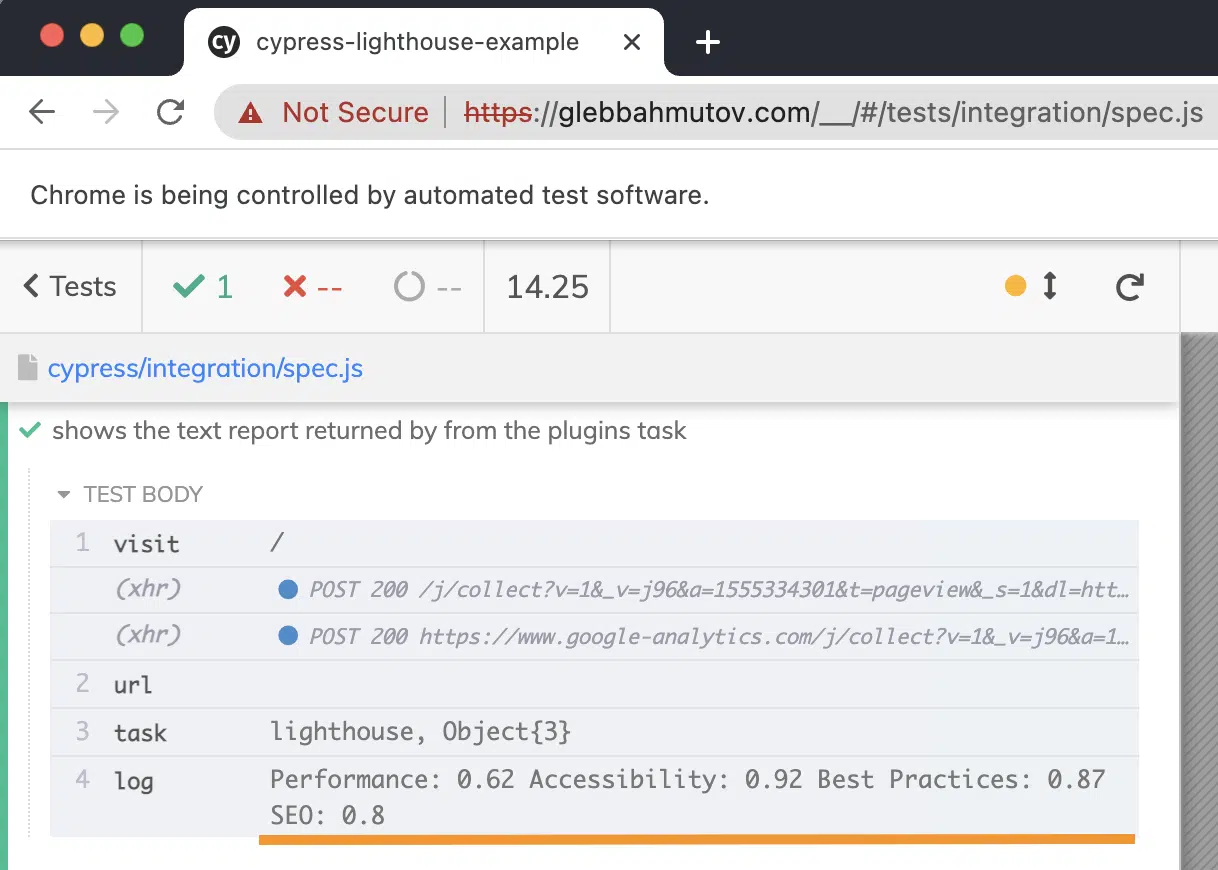 cy cypress-lighthouse-example
Not Secure https://glebbahmutov.com/__/#/tests/integration/spec.js
Chrome is being controlled by automated test software.
Tests 1 -- -- 14.25
cypress/integration/spec.js
shows the text report returned by from the plugins task
TEST BODY
1 visit /
(xhr) POST 200 /j/collect?v=1&_v=j96&a=1555334301&t=pageview&_s=1&dl=htt…
(xhr) POST 200 https://www.google-analytics.com/j/collect?v=1&_v=j96&a=1…
2 url
3 task lighthouse, Object{3}
4 log Performance: 0.62 Accessibility: 0.92 Best Practices: 0.87
SEO: 0.8